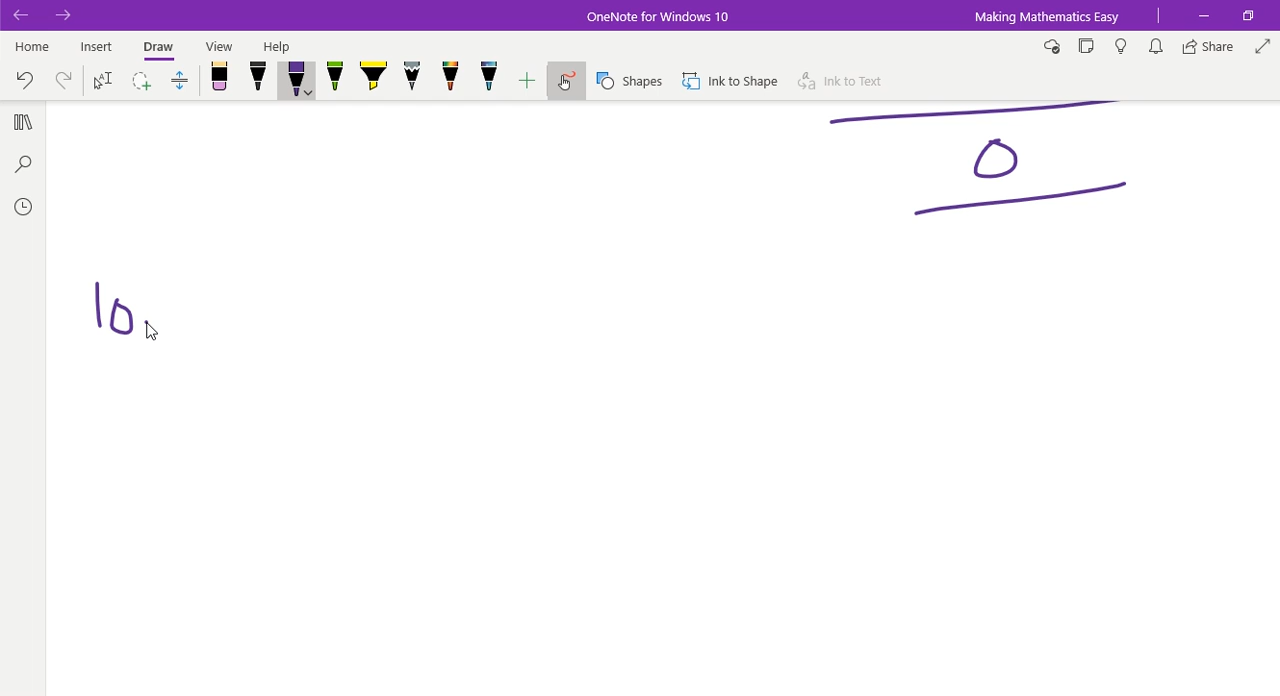 OneNote for Windows 10
Making Mathematics Easy
Home Insert Draw View Help
Share
Shapes Ink to Shape Ink to Text
0
10.